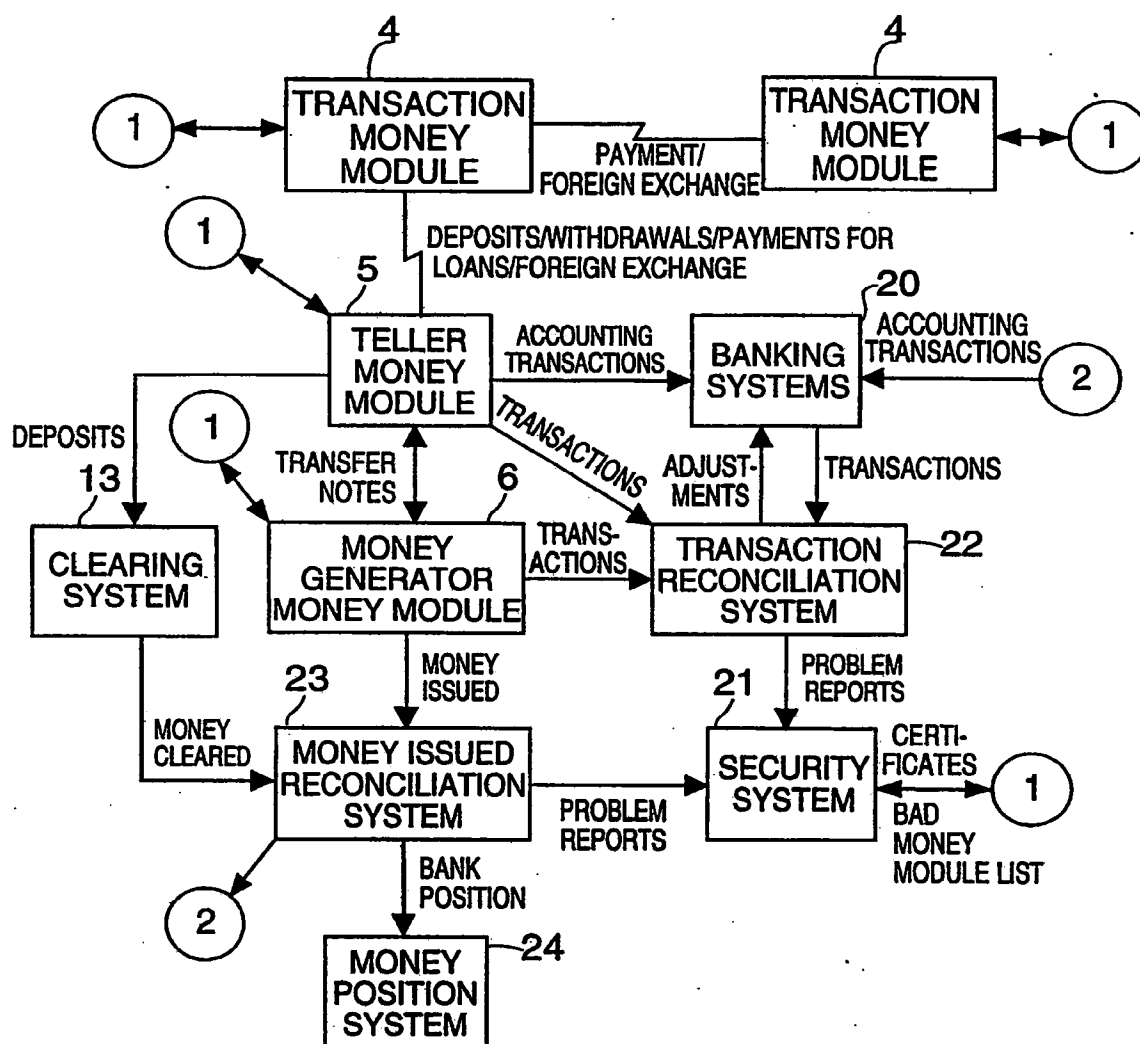 4
4
1
TRANSACTION
MONEY
MODULE
PAYMENT/
FOREIGN EXCHANGE
TRANSACTION
MONEY
MODULE
1
1
DEPOSITS/WITHDRAWALS/PAYMENTS FOR
LOANS/FOREIGN EXCHANGE
5
TELLER
MONEY
MODULE
ACCOUNTING
TRANSACTIONS
20
BANKING
SYSTEMS
ACCOUNTING
TRANSACTIONS
2
DEPOSITS
1
TRANSFER
NOTES
TRANSACTIONS
ADJUST-
MENTS
TRANSACTIONS
13
CLEARING
SYSTEM
6
MONEY
GENERATOR
MONEY MODULE
TRANS-
ACTIONS
TRANSACTION
RECONCILIATION
SYSTEM
22
MONEY
ISSUED
PROBLEM
REPORTS
MONEY
CLEARED
23
MONEY ISSUED
RECONCILIATION
SYSTEM
PROBLEM
REPORTS
21
SECURITY
SYSTEM
CERTI-
FICATES
BAD
MONEY
MODULE LIST
1
2
BANK
POSITION
MONEY
POSITION
SYSTEM
24